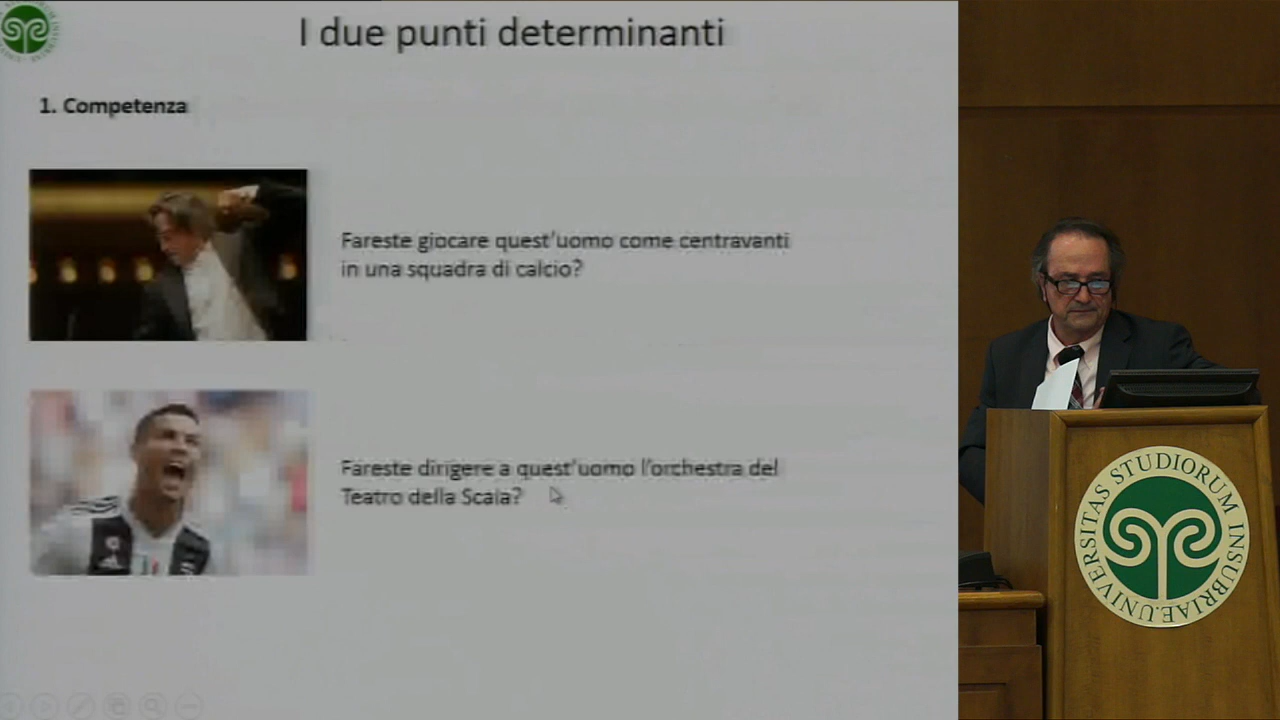 I due punti determinanti
1. Competenza
Fareste giocare quest'uomo come centravanti
in una squadra di calcio?
Fareste dirigere a quest'uomo l'orchestra del
Teatro della Scala?
UNIVERSITAS STUDIORUM INSUBRIAE